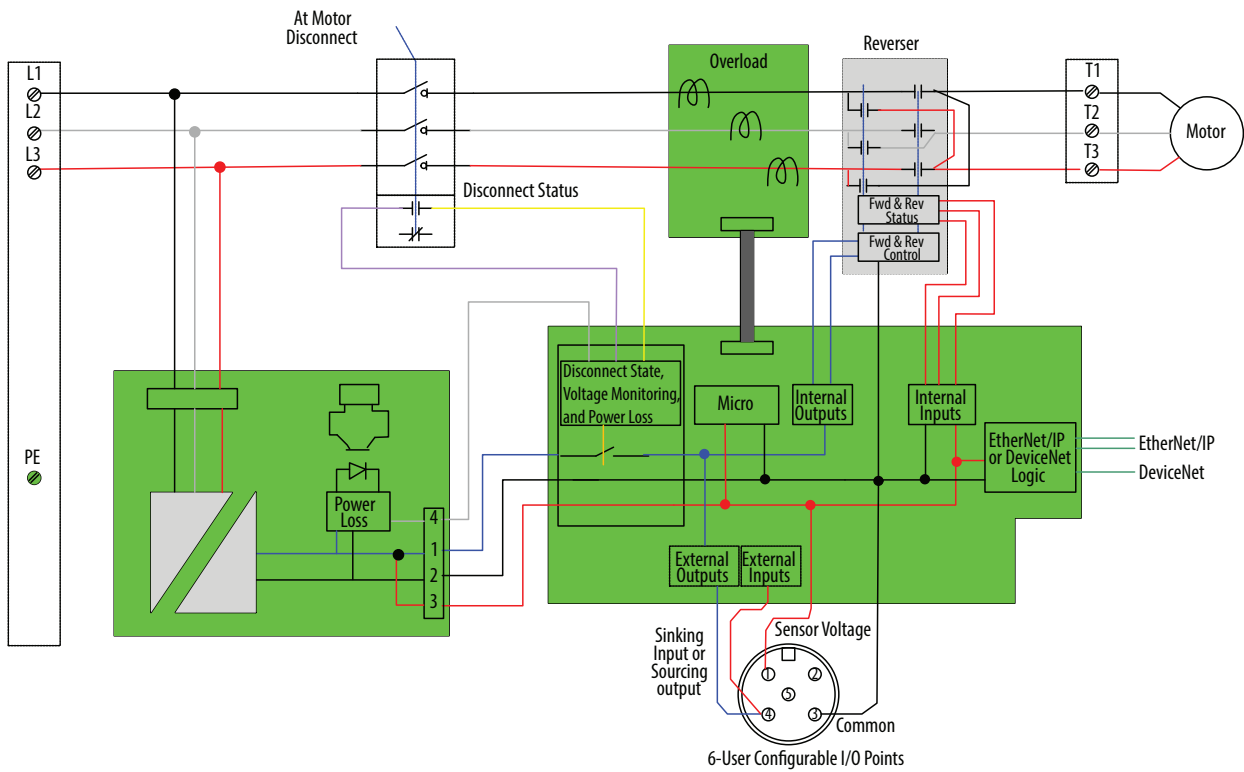 At Motor
Disconnect
L1
L2
L3
PE
Disconnect Status
Overload
Reverser
Fwd & Rev
Status
Fwd & Rev
Control
T1
T2
T3
Motor
Power
Loss
4
1
2
3
Disconnect State,
Voltage Monitoring,
and Power Loss
Micro
Internal
Outputs
Internal
Inputs
EtherNet/IP
or DeviceNet
Logic
EtherNet/IP
DeviceNet
External
Outputs
External
Inputs
Sinking
Input or
Sourcing
output
Sensor Voltage
1
2
5
4
3
Common
6-User Configurable I/O Points